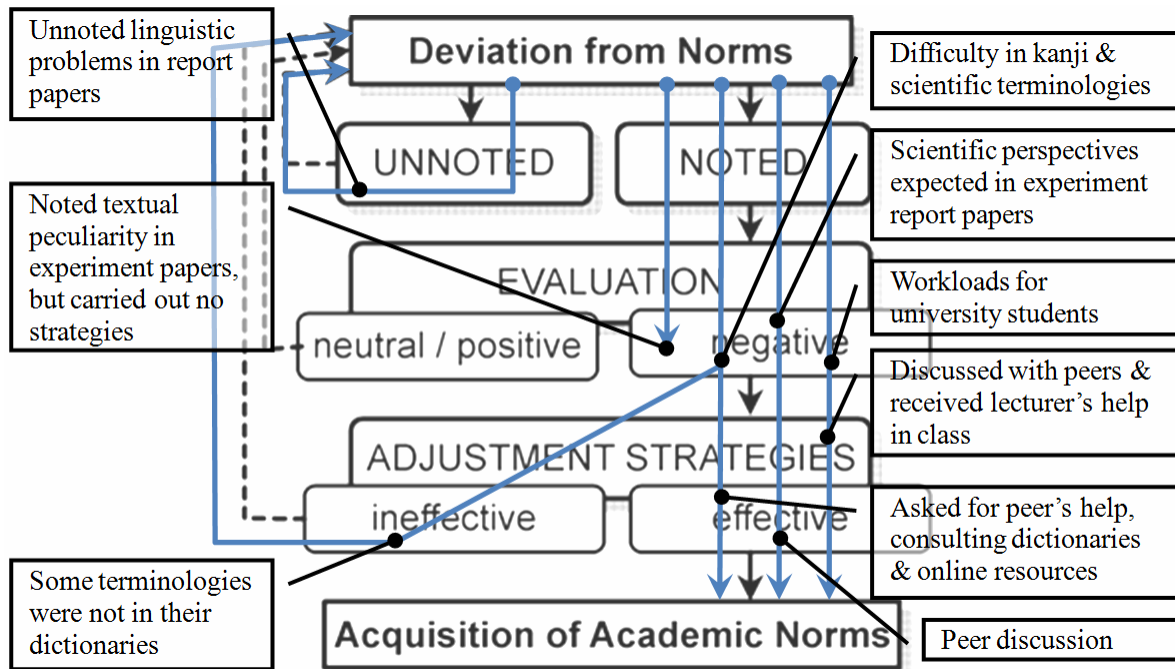 Unnoted linguistic
problems in report
papers
Noted textual
peculiarity in
experiment papers,
but carried out no
strategies
Some terminologies
were not in their
dictionaries
Deviation from Norms
UNNOTED
NOTED
EVALUATION
neutral / positive
negative
ADJUSTMENT STRATEGIES
ineffective
effective
Acquisition of Academic Norms
Difficulty in kanji &
scientific terminologies
Scientific perspectives
expected in experiment
report papers
Workloads for
university students
Discussed with peers &
received lecturer’s help
in class
Asked for peer’s help,
consulting dictionaries
& online resources
Peer discussion